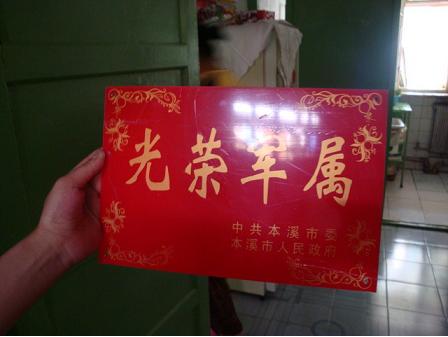 光荣军属
中共本溪市委
本溪市人民政府